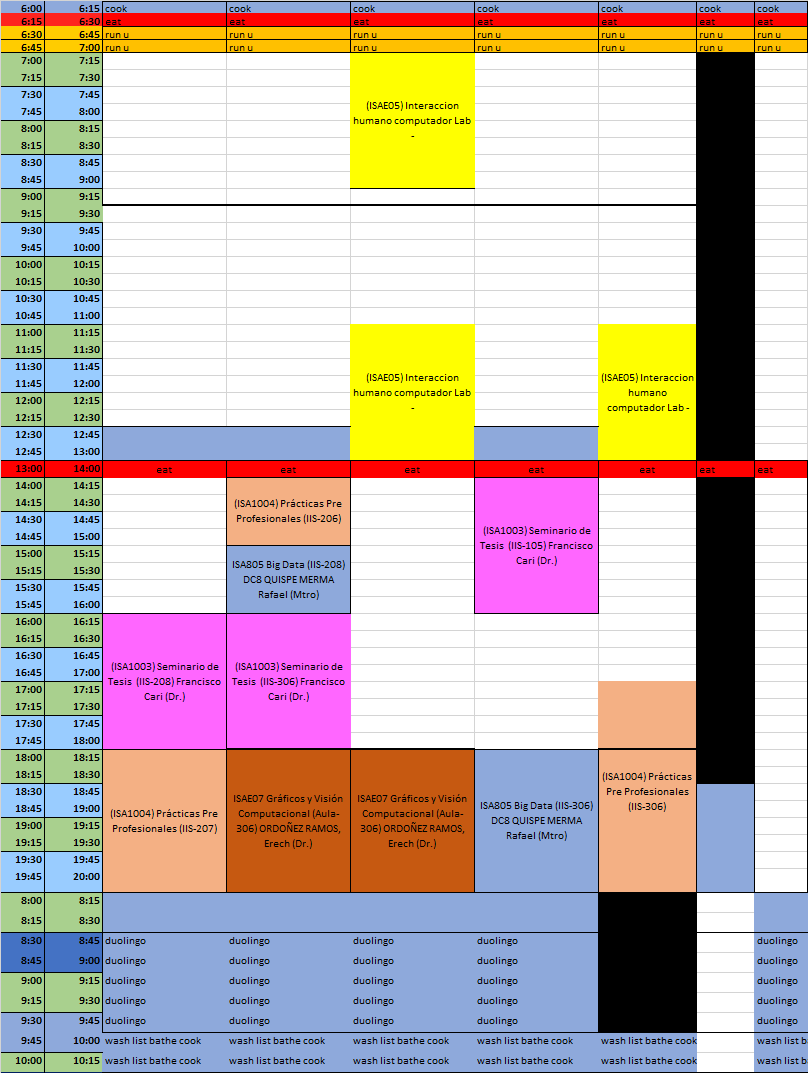 6:00 6:15 cook cook cook cook cook cook cook
6:15 6:30 eat eat eat eat eat eat eat
6:30 6:45 run u run u run u run u run u run u run u
6:45 7:00 run u run u run u run u run u run u run u
7:00 7:15
7:15 7:30
7:30 7:45
7:45 8:00
8:00 8:15
8:15 8:30
8:30 8:45
8:45 9:00
(ISAE05) Interaccion
humano computador Lab
-
9:00 9:15
9:15 9:30
9:30 9:45
9:45 10:00
10:00 10:15
10:15 10:30
10:30 10:45
10:45 11:00
11:00 11:15
11:15 11:30
11:30 11:45
11:45 12:00
12:00 12:15
12:15 12:30
12:30 12:45
12:45 13:00
(ISAE05) Interaccion
humano computador Lab
-
(ISAE05) Interaccion
humano
computador Lab -
13:00 14:00 eat eat eat eat eat eat eat
14:00 14:15
14:15 14:30
14:30 14:45
14:45 15:00
15:00 15:15
15:15 15:30
15:30 15:45
15:45 16:00
(ISA1004) Prácticas Pre
Profesionales (IIS-206)
ISA805 Big Data (IIS-208)
DC8 QUISPE MERMA
Rafael (Mtro)
(ISA1003) Seminario de
Tesis (IIS-105) Francisco
Cari (Dr.)
16:00 16:15
16:15 16:30
16:30 16:45
16:45 17:00
17:00 17:15
17:15 17:30
17:30 17:45
17:45 18:00
(ISA1003) Seminario de
Tesis (IIS-208) Francisco
Cari (Dr.)
(ISA1003) Seminario de
Tesis (IIS-306) Francisco
Cari (Dr.)
18:00 18:15
18:15 18:30
18:30 18:45
18:45 19:00
19:00 19:15
19:15 19:30
19:30 19:45
19:45 20:00
(ISA1004) Prácticas Pre
Profesionales (IIS-207)
ISAE07 Gráficos y Visión
Computacional (Aula-
306) ORDOÑEZ RAMOS,
Erech (Dr.)
ISAE07 Gráficos y Visión
Computacional (Aula-
306) ORDOÑEZ RAMOS,
Erech (Dr.)
ISA805 Big Data (IIS-306)
DC8 QUISPE MERMA
Rafael (Mtro)
(ISA1004) Prácticas
Pre Profesionales
(IIS-306)
8:00 8:15
8:15 8:30
8:30 8:45 duolingo duolingo duolingo duolingo duolingo
8:45 9:00 duolingo duolingo duolingo duolingo duolingo
9:00 9:15 duolingo duolingo duolingo duolingo duolingo
9:15 9:30 duolingo duolingo duolingo duolingo duolingo
9:30 9:45 duolingo duolingo duolingo duolingo duolingo
9:45 10:00 wash list bathe cook wash list bathe cook wash list bathe cook wash list bathe cook wash list bathe cook wash list b
10:00 10:15 wash list bathe cook wash list bathe cook wash list bathe cook wash list bathe cook wash list bathe cook wash list b